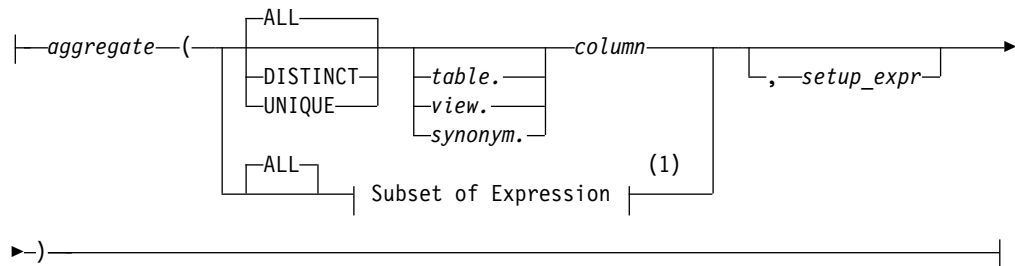 ALL
aggregate ( column
DISTINCT table. , setup_expr
UNIQUE view.
synonym.
ALL (1)
Subset of Expression
)